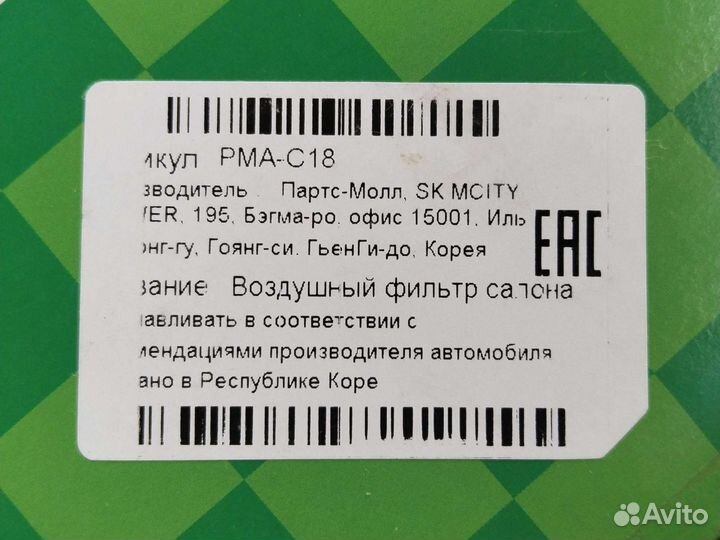 икул PMA-C18
зводитель . Партс-Молл, SK MCITY
VER, 195, Бэгма-ро. офис 15001, Иль
онг-гу, Гоянг-си. ГьенГи-до, Корея
EAC
вание Воздушный фильтр салона
авливать в соответствии с
мендациями производителя автомобиля
ано в Республике Коре
Avito